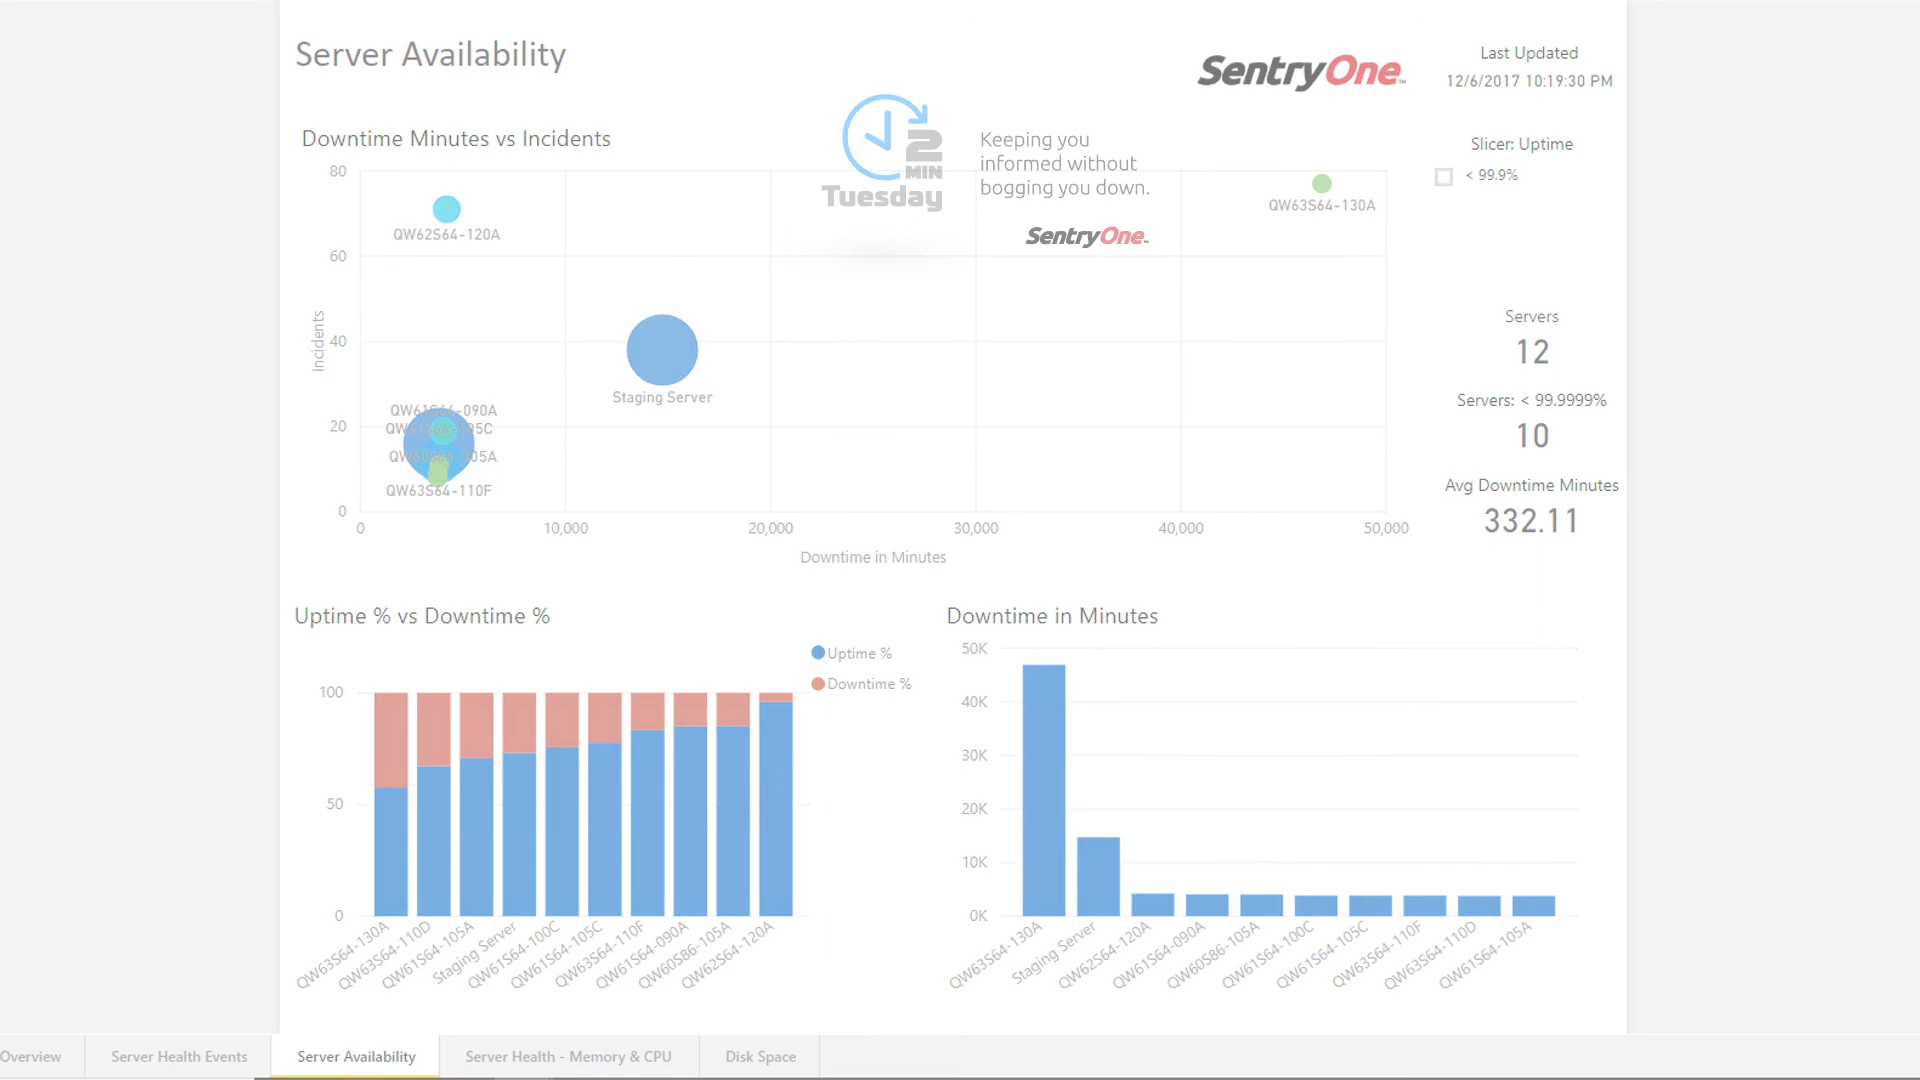 Server Availability
SentryOne™
Last Updated
12/6/2017 10:19:30 PM
2
MIN
Tuesday
Keeping you
informed without
bogging you down.
SentryOne™
Downtime Minutes vs Incidents
Slicer: Uptime
< 99.9%
80
60
40
20
0
Incidents
QW62S64-120A
QW63S64-130A
Staging Server
QW61S64-090A
QW63S64-110F
0
10,000
20,000
30,000
40,000
50,000
Downtime in Minutes
Servers
12
Servers: < 99.9999%
10
Avg Downtime Minutes
332.11
Uptime % vs Downtime %
Uptime %
Downtime %
100
50
0
QW63S64-130A
QW63S64-110D
QW61S64-105A
Staging Server
QW61S64-100C
QW61S64-105C
QW63S64-110F
QW61S64-090A
QW60S86-105A
QW62S64-120A
Downtime in Minutes
50K
40K
30K
20K
10K
0K
QW63S64-130A
Staging Server
QW62S64-120A
QW61S64-090A
QW60S86-105A
QW61S64-100C
QW61S64-105C
QW63S64-110F
QW63S64-110D
QW61S64-105A
Overview
Server Health Events
Server Availability
Server Health - Memory & CPU
Disk Space